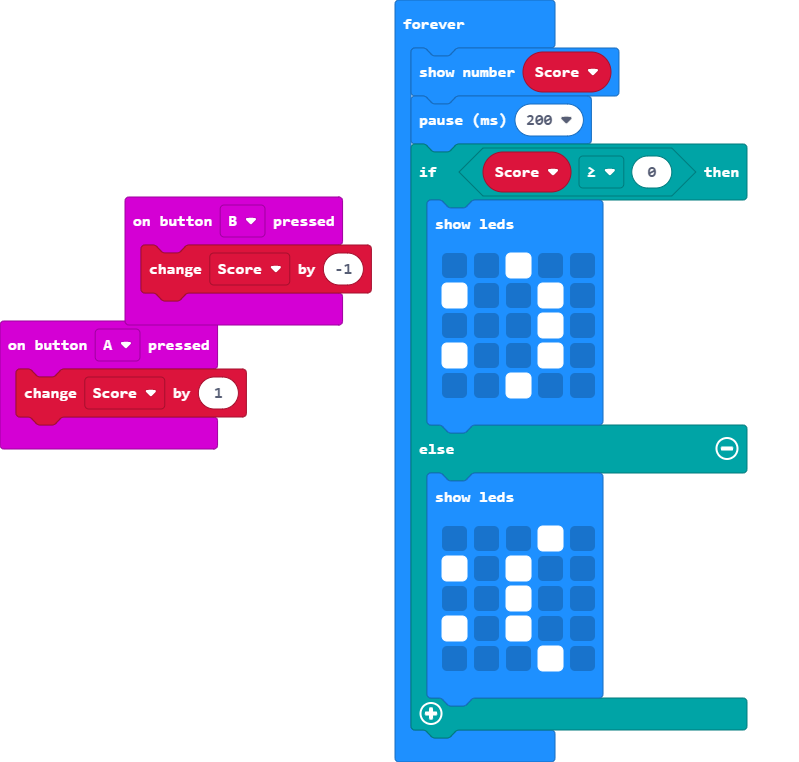 forever
show number Score
pause (ms) 200
if Score ≥ 0 then
show leds
else
show leds
on button B pressed
change Score by -1
on button A pressed
change Score by 1